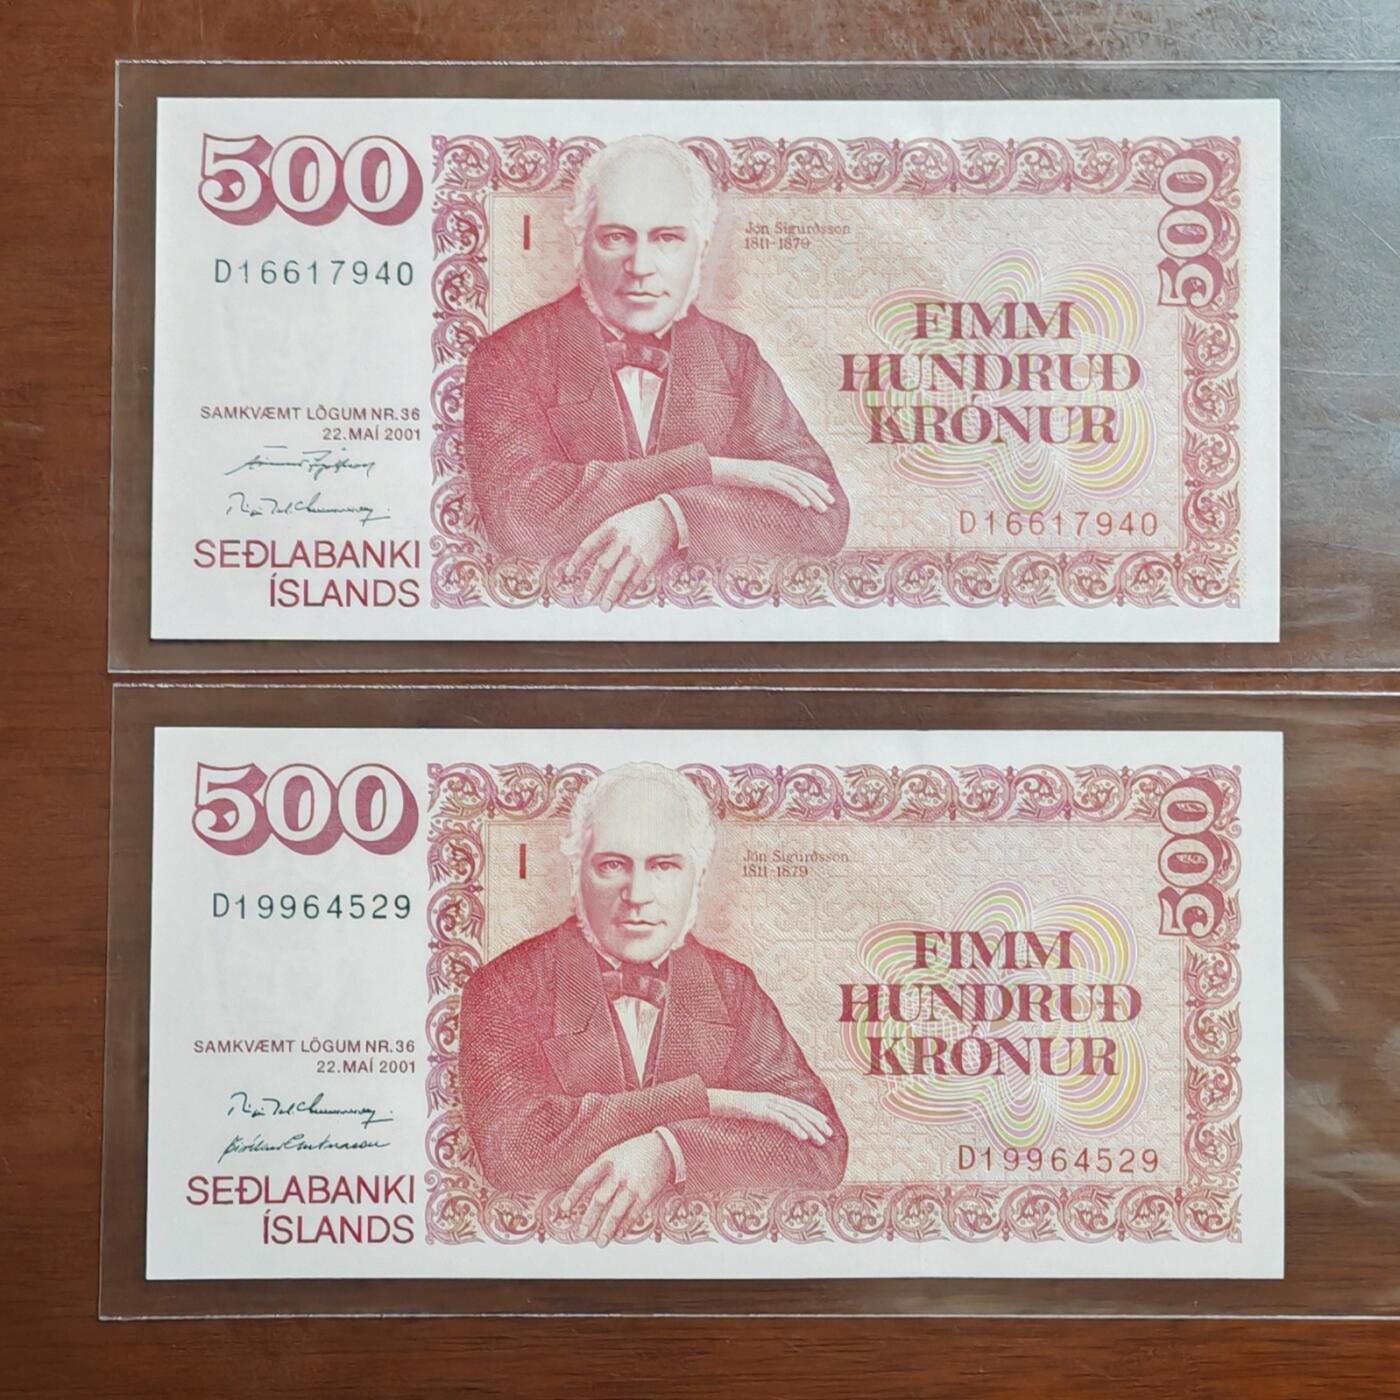 500
500
I
Jón Sigurðsson
1811-1879
D16617940
FIMM
HUNDRUÐ
KRÓNUR
SAMKVÆMT LÖGUM NR.36
22.MAÍ 2001
D16617940
SEÐLABANKI
ÍSLANDS
500
500
I
Jón Sigurðsson
1811-1879
D19964529
FIMM
HUNDRUÐ
KRÓNUR
SAMKVÆMT LÖGUM NR.36
22.MAÍ 2001
D19964529
SEÐLABANKI
ÍSLANDS